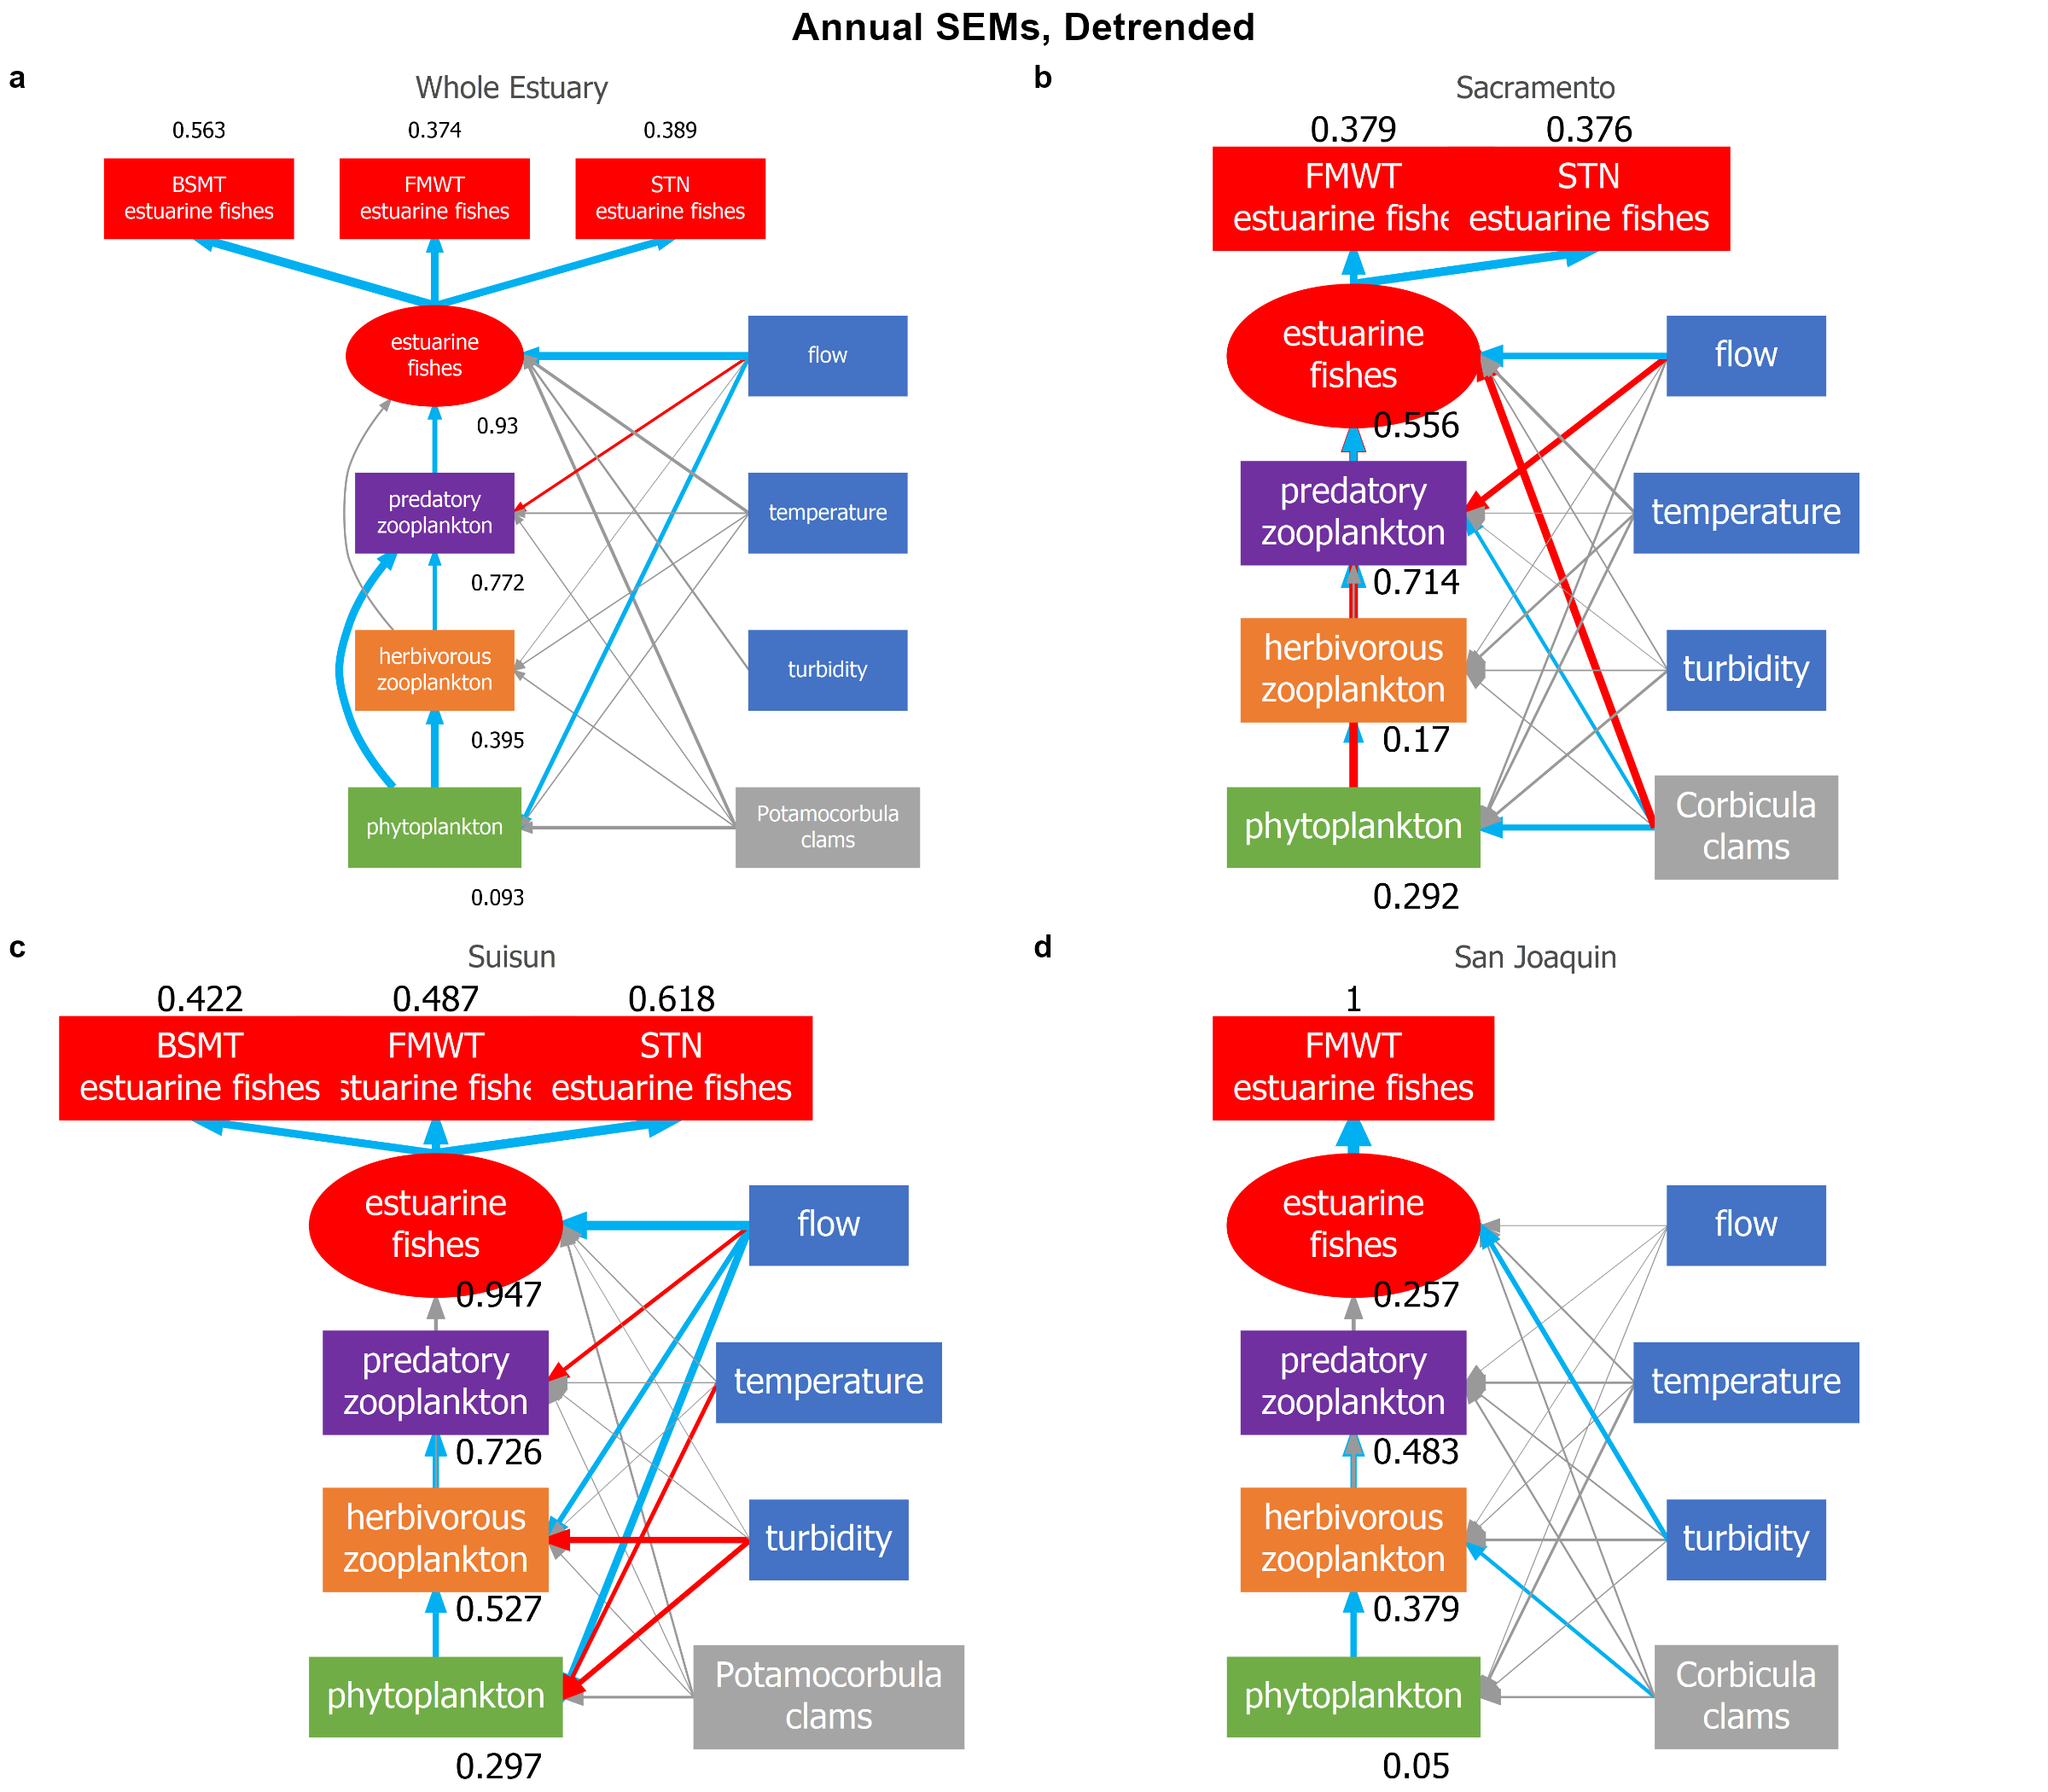 Annual SEMs, Detrended
a
Whole Estuary
0.563
0.374
0.389
BSMT
estuarine fishes
FMWT
estuarine fishes
STN
estuarine fishes
estuarine
fishes
flow
0.93
predatory
zooplankton
temperature
0.772
herbivorous
zooplankton
turbidity
0.395
phytoplankton
Potamocorbula
clams
0.093
b
Sacramento
0.379
0.376
FMWT
estuarine fishe
STN
estuarine fishes
estuarine
fishes
flow
0.556
predatory
zooplankton
temperature
0.714
herbivorous
zooplankton
turbidity
0.17
phytoplankton
Corbicula
clams
0.292
c
Suisun
0.422
0.487
0.618
BSMT
estuarine fishes
FMWT
stuarine fishe
STN
estuarine fishes
estuarine
fishes
flow
0.947
predatory
zooplankton
temperature
0.726
herbivorous
zooplankton
turbidity
0.527
phytoplankton
Potamocorbula
clams
0.297
d
San Joaquin
1
FMWT
estuarine fishes
estuarine
fishes
flow
0.257
predatory
zooplankton
temperature
0.483
herbivorous
zooplankton
turbidity
0.379
phytoplankton
Corbicula
clams
0.05